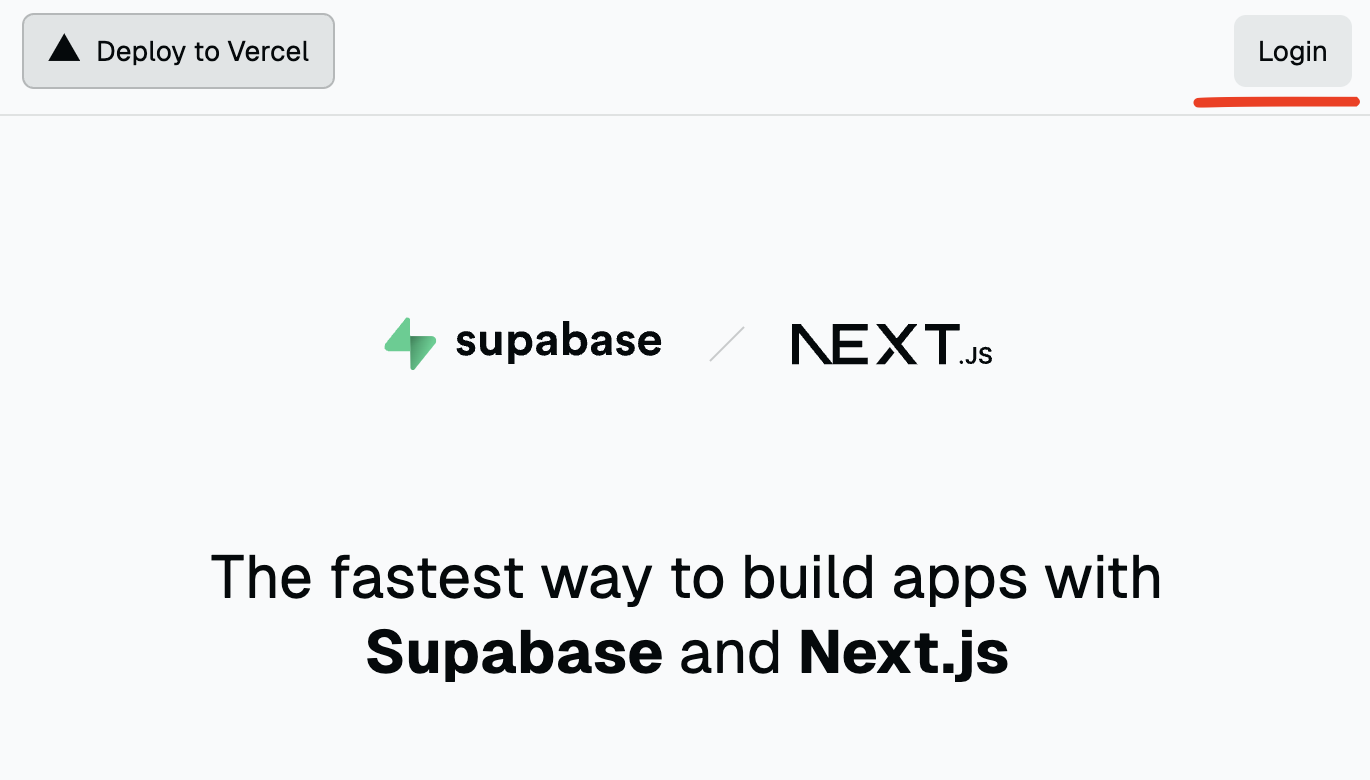 Deploy to Vercel
Login
supabase
NEXT.JS
The fastest way to build apps with
Supabase and Next.js